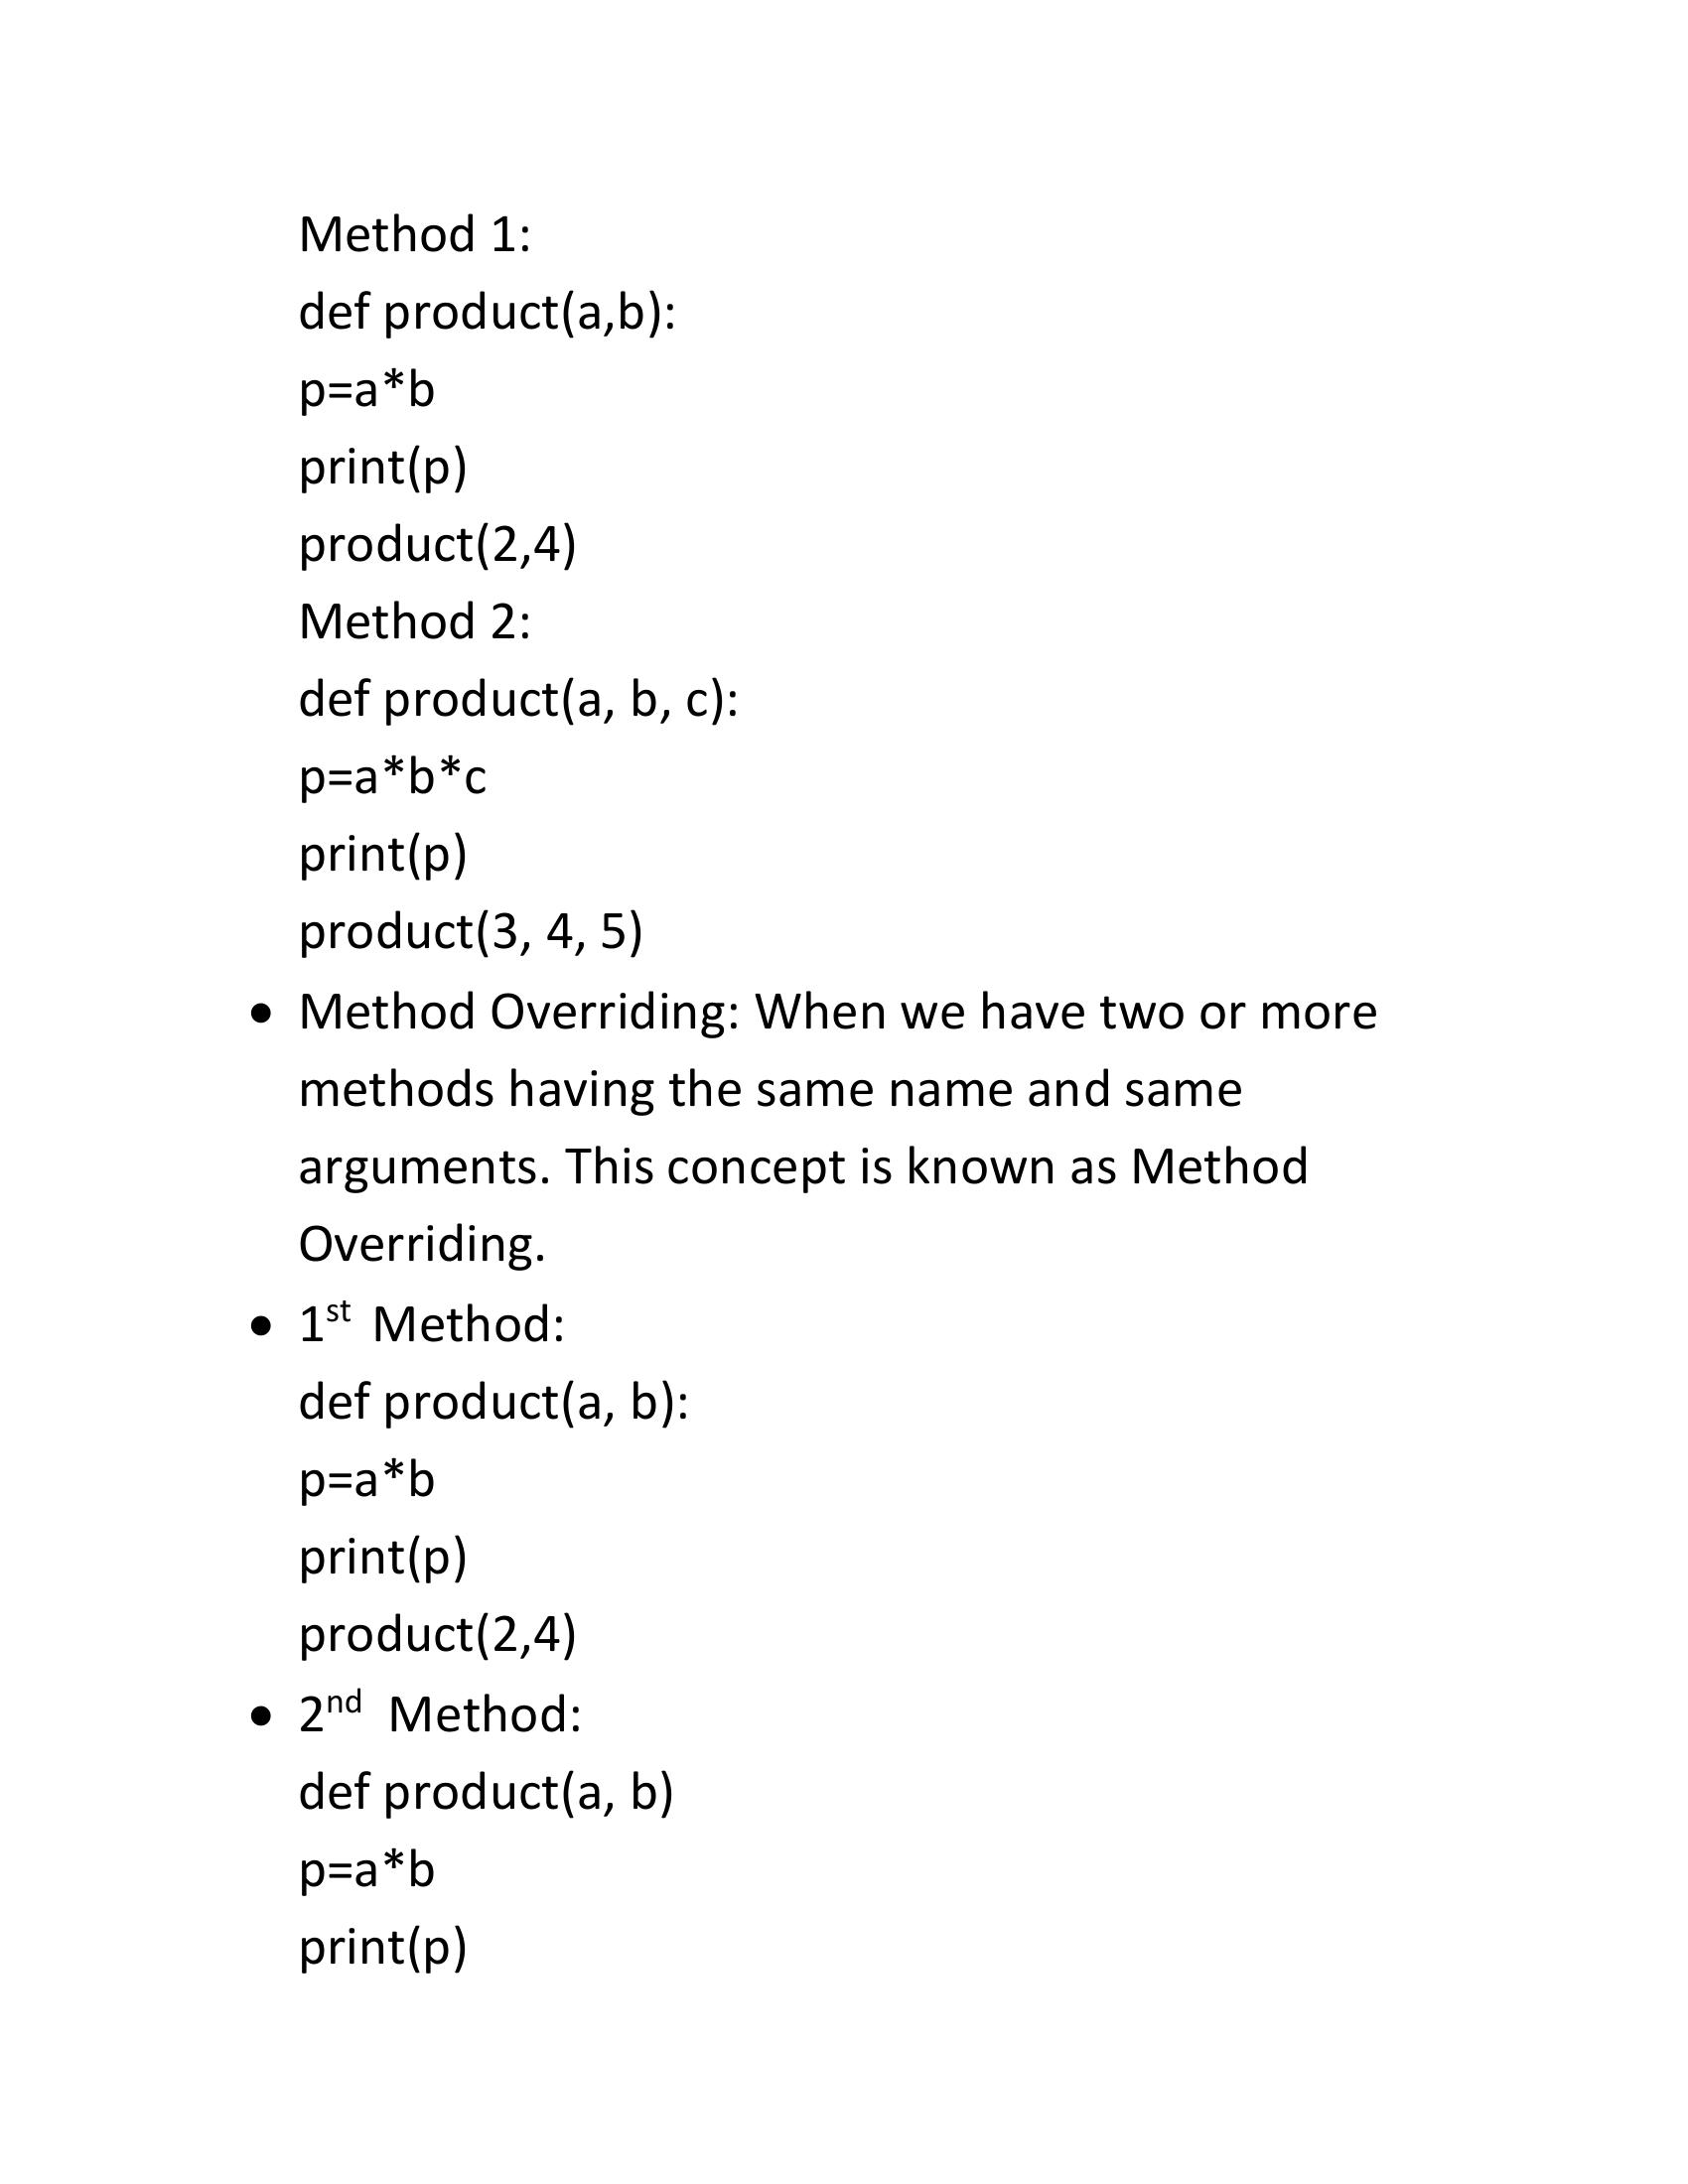 Method 1:
def product(a,b):
p=a*b
print(p)
product(2,4)
Method 2:
def product(a, b, c):
p=a*b*c
print(p)
product(3, 4, 5)
• Method Overriding: When we have two or more
methods having the same name and same
arguments. This concept is known as Method
Overriding.
• 1st Method:
def product(a, b):
p=a*b
print(p)
product(2,4)
• 2nd Method:
def product(a, b)
p=a*b
print(p)